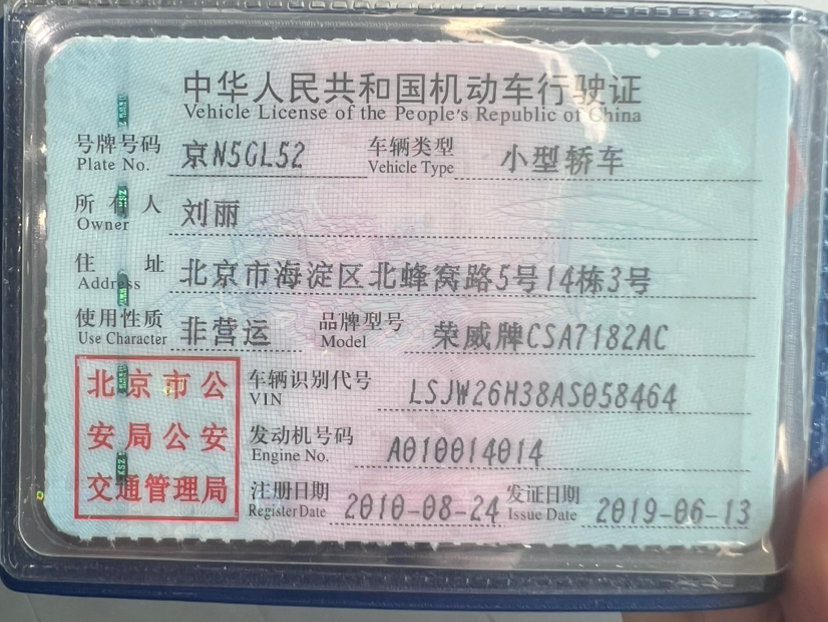 中华人民共和国机动车行驶证
Vehicle License of the People's Republic of China
号牌号码 京N5GL52 车辆类型 小型轿车
Plate No. Vehicle Type
所有人 刘丽
Owner
住址 北京市海淀区北蜂窝路5号14栋3号
Address
使用性质 非营运 品牌型号 荣威牌CSA7182AC
Use Character Model
北京市公
安局公安
交通管理局
车辆识别代号 LSJW26H38AS058464
VIN
发动机号码 A010014014
Engine No.
注册日期 2010-08-24 发证日期 2019-06-13
Register Date Issue Date